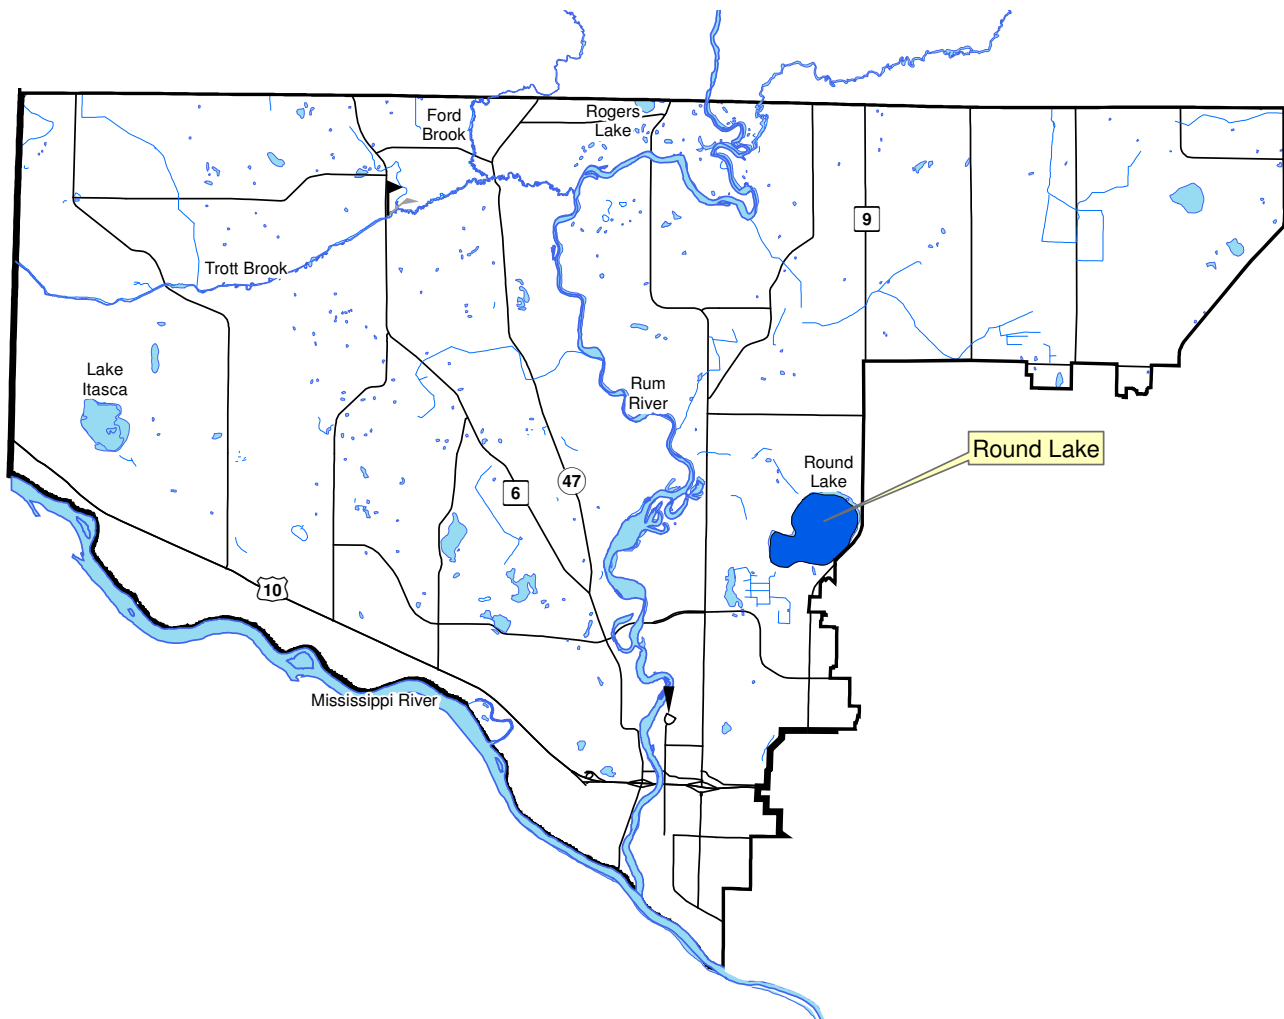 Ford
Brook
Rogers
Lake
9
Trott Brook
Lake
Itasca
Rum
River
Round Lake
Round
Lake
47
6
10
Mississippi River